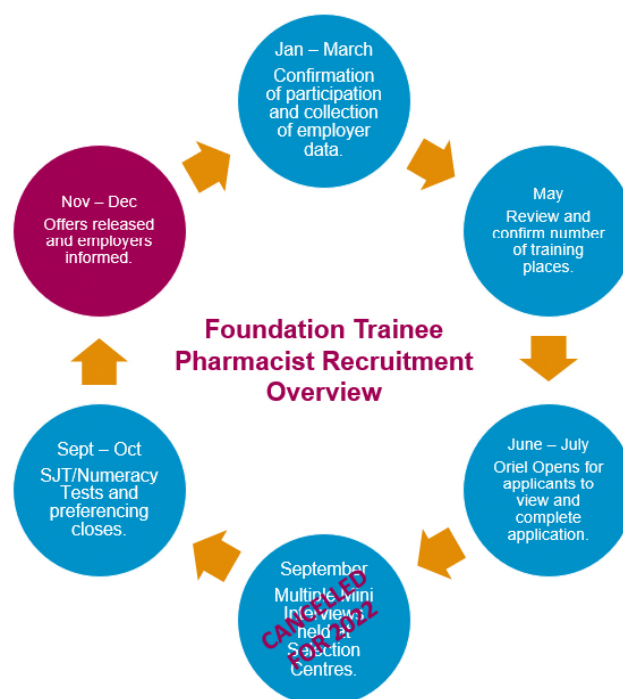 Jan – March
Confirmation
of participation
and collection
of employer
data.
May
Review and
confirm number
of training
places.
June – July
Oriel Opens for
applicants to
view and
complete
application.
September
Multiple Mini
Interviews
held at
Selection
Centres.
CANCELLED
FOR 2022
Sept – Oct
SJT/Numeracy
Tests and
preferencing
closes.
Nov – Dec
Offers released
and employers
informed.
Foundation Trainee
Pharmacist Recruitment
Overview